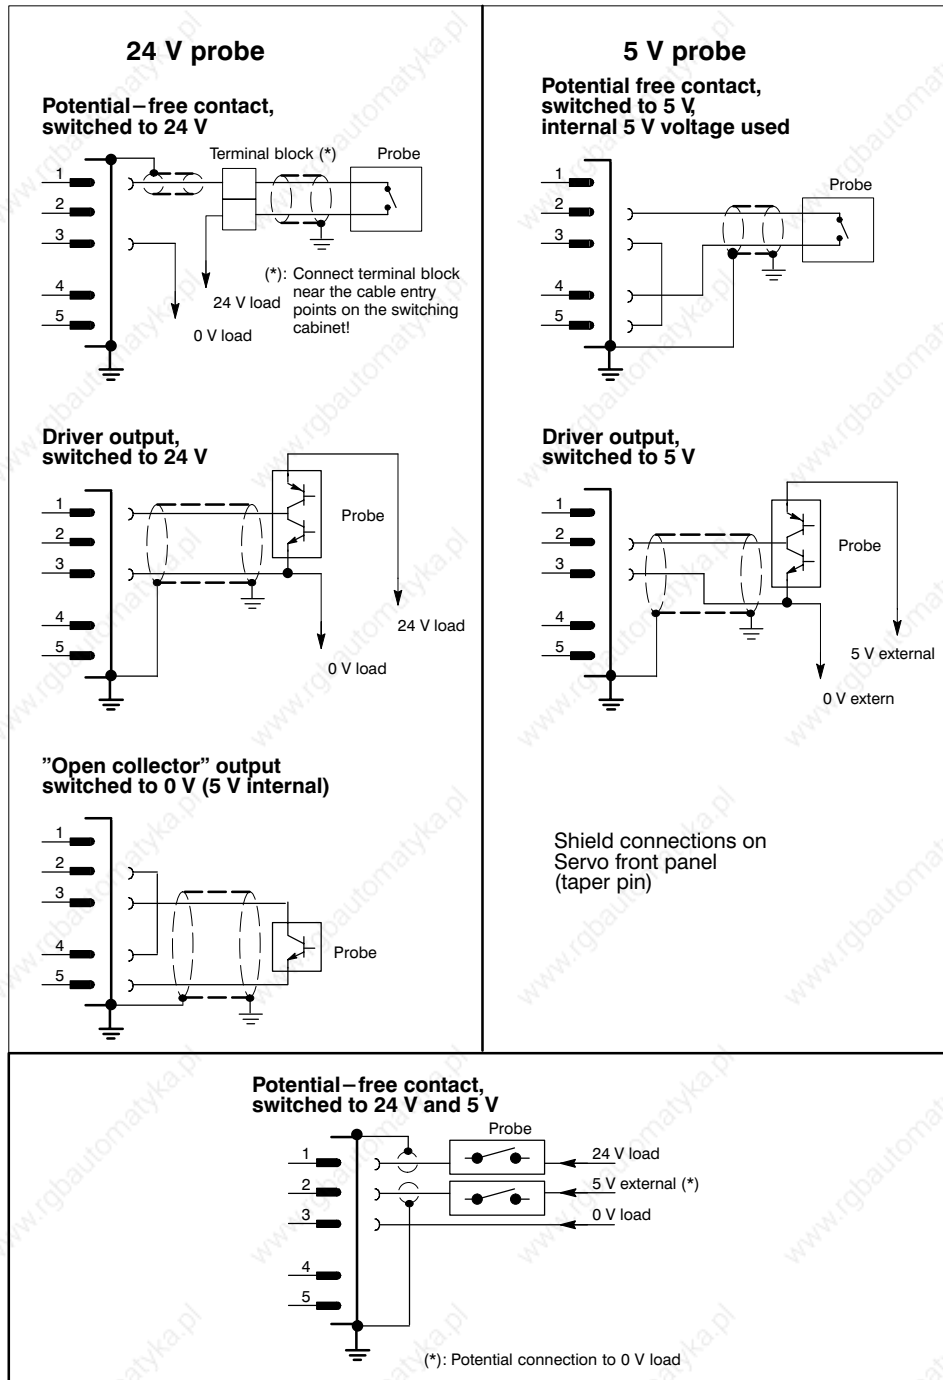 24 V probe
Potential–free contact,
switched to 24 V
Terminal block (*)
Probe
1
2
3
4
5
(*): Connect terminal block
near the cable entry
points on the switching
cabinet!
24 V load
0 V load
Driver output,
switched to 24 V
1
2
3
4
5
Probe
24 V load
0 V load
”Open collector” output
switched to 0 V (5 V internal)
1
2
3
4
5
Probe
5 V probe
Potential free contact,
switched to 5 V,
internal 5 V voltage used
Probe
1
2
3
4
5
Driver output,
switched to 5 V
1
2
3
4
5
Probe
5 V external
0 V extern
Shield connections on
Servo front panel
(taper pin)
Potential–free contact,
switched to 24 V and 5 V
Probe
1
2
3
4
5
24 V load
5 V external (*)
0 V load
(*): Potential connection to 0 V load
www.rgbautomatyka.pl